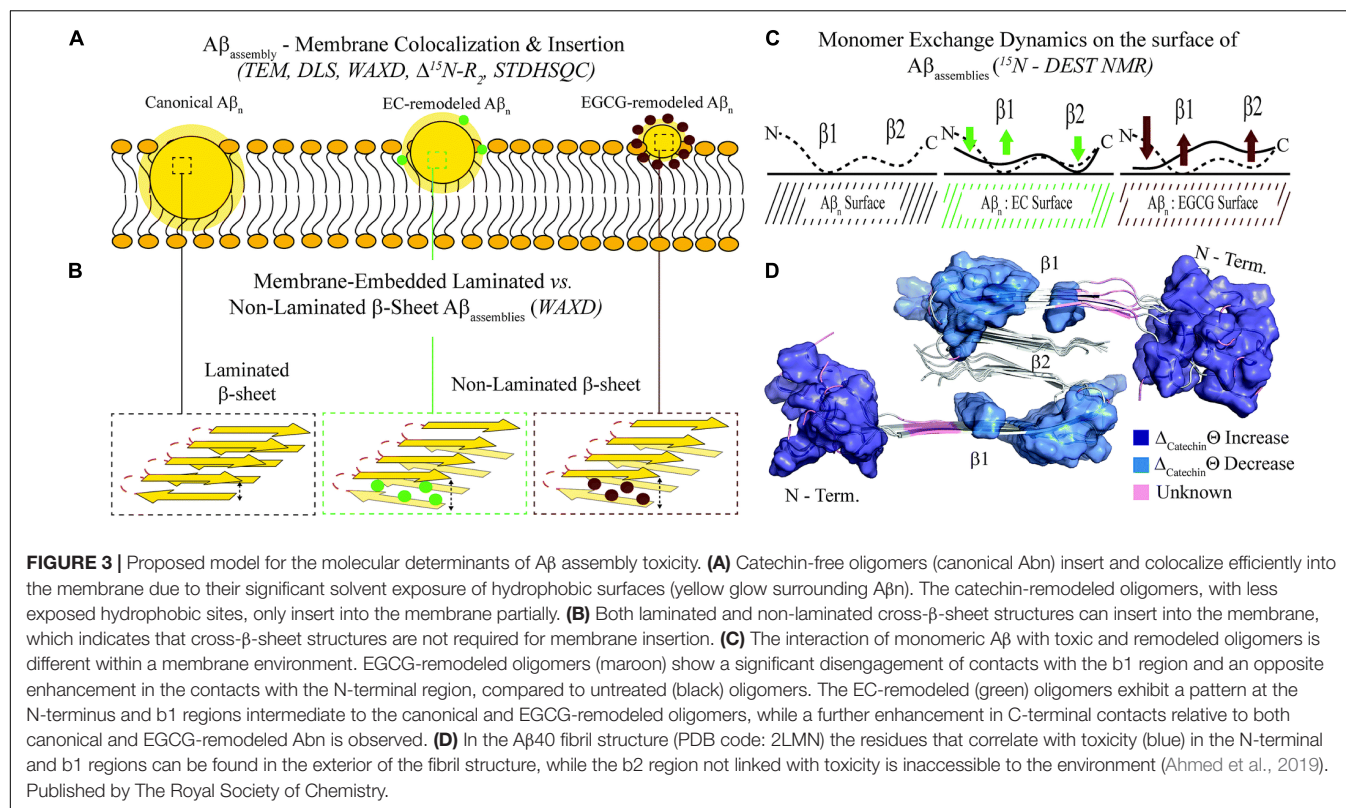 A
Aβassembly - Membrane Colocalization & Insertion
(TEM, DLS, WAXD, Δ15N-R2, STDHSQC)
Canonical Aβn
EC-remodeled Aβn
EGCG-remodeled Aβn
B
Membrane-Embedded Laminated vs.
Non-Laminated β-Sheet Aβassemblies (WAXD)
Laminated
β-sheet
Non-Laminated β-sheet
C
Monomer Exchange Dynamics on the surface of
Aβassemblies (15N - DEST NMR)
N β1 β2 C
N β1 β2 C
N β1 β2 C
Aβn Surface
Aβn : EC Surface
Aβn : EGCG Surface
D
β1
N - Term.
β2
β1
N - Term.
ΔCatechinΘ Increase
ΔCatechinΘ Decrease
Unknown
FIGURE 3 | Proposed model for the molecular determinants of Aβ assembly toxicity. (A) Catechin-free oligomers (canonical Abn) insert and colocalize efficiently into
the membrane due to their significant solvent exposure of hydrophobic surfaces (yellow glow surrounding Aβn). The catechin-remodeled oligomers, with less
exposed hydrophobic sites, only insert into the membrane partially. (B) Both laminated and non-laminated cross-β-sheet structures can insert into the membrane,
which indicates that cross-β-sheet structures are not required for membrane insertion. (C) The interaction of monomeric Aβ with toxic and remodeled oligomers is
different within a membrane environment. EGCG-remodeled oligomers (maroon) show a significant disengagement of contacts with the b1 region and an opposite
enhancement in the contacts with the N-terminal region, compared to untreated (black) oligomers. The EC-remodeled (green) oligomers exhibit a pattern at the
N-terminus and b1 regions intermediate to the canonical and EGCG-remodeled oligomers, while a further enhancement in C-terminal contacts relative to both
canonical and EGCG-remodeled Abn is observed. (D) In the Aβ40 fibril structure (PDB code: 2LMN) the residues that correlate with toxicity (blue) in the N-terminal
and b1 regions can be found in the exterior of the fibril structure, while the b2 region not linked with toxicity is inaccessible to the environment (Ahmed et al., 2019).
Published by The Royal Society of Chemistry.